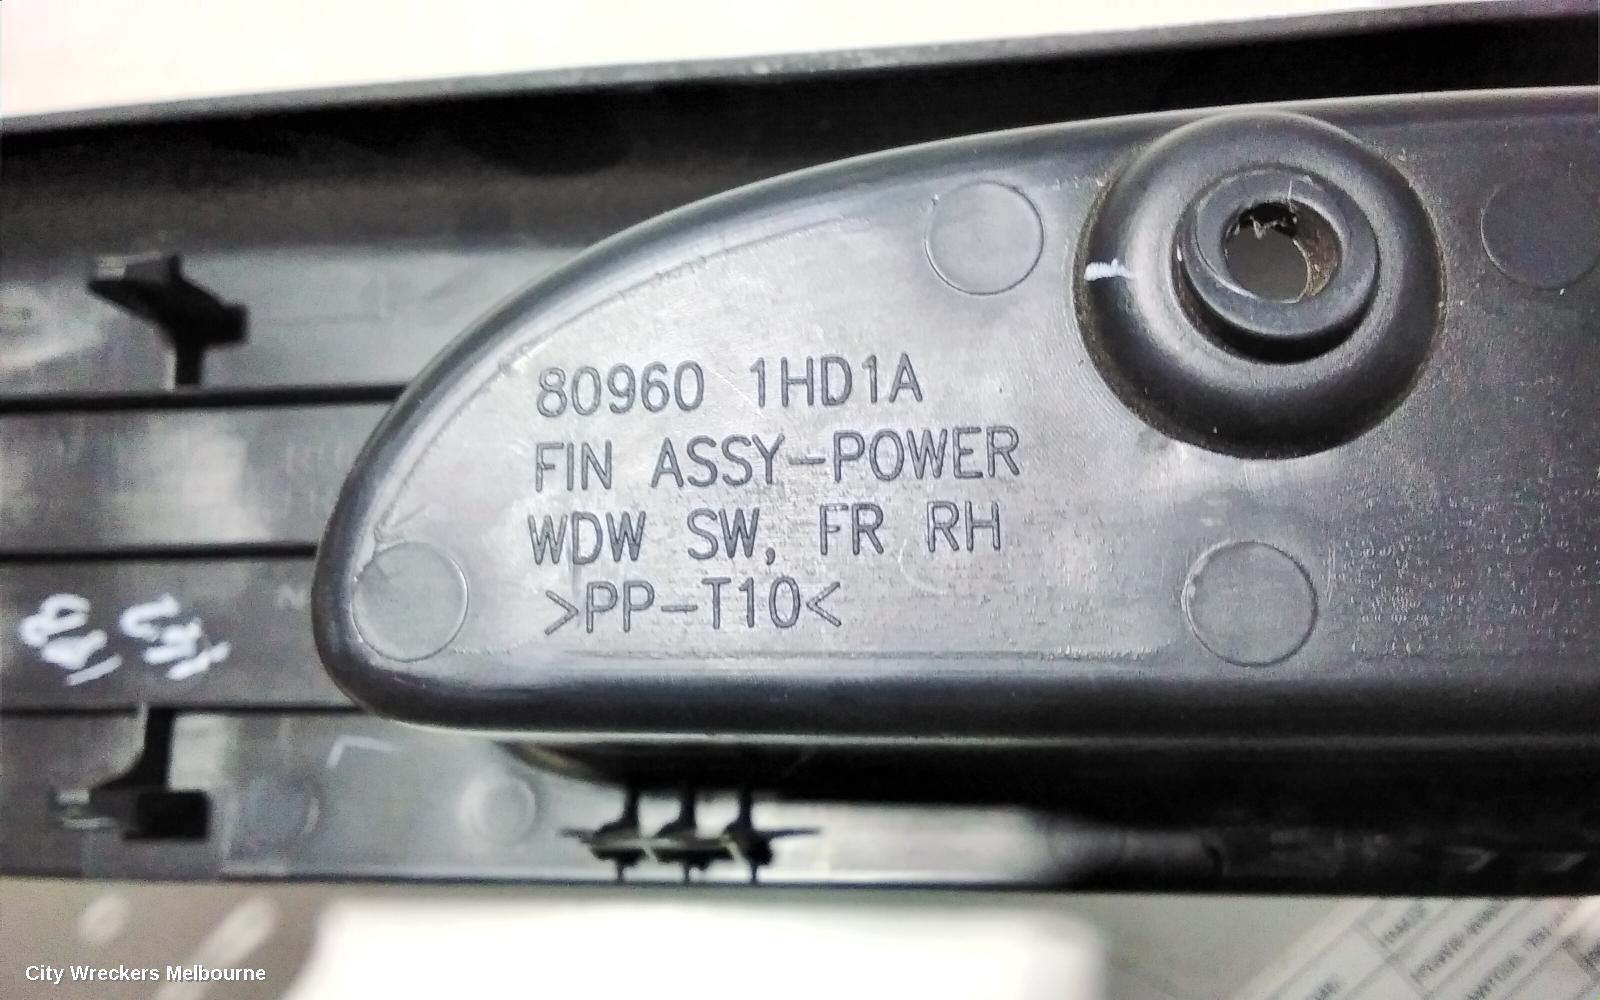 80960 1HD1A
FIN ASSY-POWER
WDW SW, FR RH
>PP-T10<
City Wreckers Melbourne